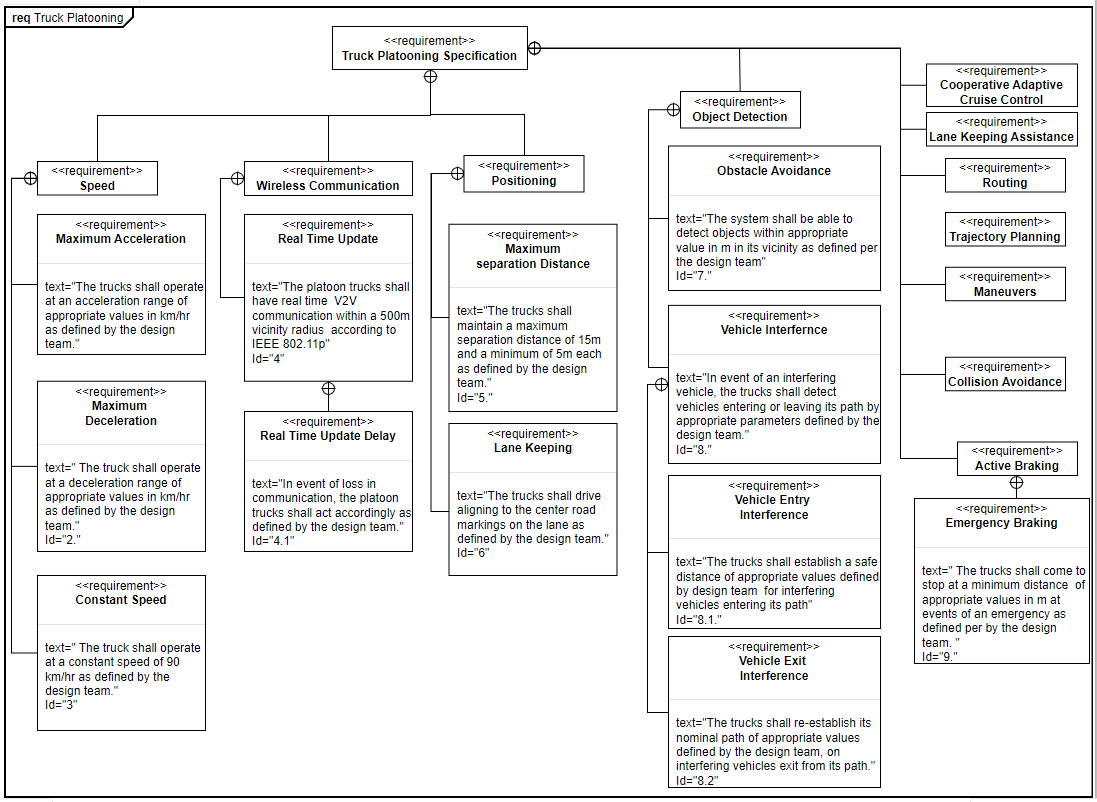 req Truck Platooning
<<requirement>>
Truck Platooning Specification
<<requirement>>
Speed
<<requirement>>
Maximum Acceleration
text="The trucks shall operate
at an acceleration range of
appropriate values in km/hr
as defined by the design
team."
<<requirement>>
Maximum
Deceleration
text=" The truck shall operate
at a deceleration range of
appropriate values in km/hr
as defined by the design
team."
Id="2."
<<requirement>>
Constant Speed
text=" The truck shall operate
at a constant speed of 90
km/hr as defined by the
design team."
Id="3"
<<requirement>>
Wireless Communication
<<requirement>>
Real Time Update
text="The platoon trucks shall
have real time  V2V
communication within a 500m
vicinity radius  according to
IEEE 802.11p"
Id="4"
<<requirement>>
Real Time Update Delay
text="In event of loss in
communication, the platoon
trucks shall act accordingly as
defined by the design team."
Id="4.1"
<<requirement>>
Positioning
<<requirement>>
Maximum
separation Distance
text="The trucks shall
maintain a maximum
separation distance of 15m
and a minimum of 5m each
as defined by the design
team."
Id="5."
<<requirement>>
Lane Keeping
text="The trucks shall drive
aligning to the center road
markings on the lane as
defined by the design team."
Id="6"
<<requirement>>
Object Detection
<<requirement>>
Obstacle Avoidance
text="The system shall be able to
detect objects within appropriate
value in m in its vicinity as defined per
the design team"
Id="7."
<<requirement>>
Vehicle Interfernce
text="In event of an interfering
vehicle, the trucks shall detect
vehicles entering or leaving its path by
appropriate parameters defined by the
design team."
Id="8."
<<requirement>>
Vehicle Entry
Interference
text="The trucks shall establish a safe
distance of appropriate values defined
by design team  for interfering
vehicles entering its path"
Id="8.1."
<<requirement>>
Vehicle Exit
Interference
text="The trucks shall re-establish its
nominal path of appropriate values
defined by the design team, on
interfering vehicles exit from its path."
Id="8.2"
<<requirement>>
Cooperative Adaptive
Cruise Control
<<requirement>>
Lane Keeping Assistance
<<requirement>>
Routing
<<requirement>>
Trajectory Planning
<<requirement>>
Maneuvers
<<requirement>>
Collision Avoidance
<<requirement>>
Active Braking
<<requirement>>
Emergency Braking
text=" The trucks shall come to
stop at a minimum distance  of
appropriate values in m at
events of an emergency as
defined per by the design
team. "
Id="9."